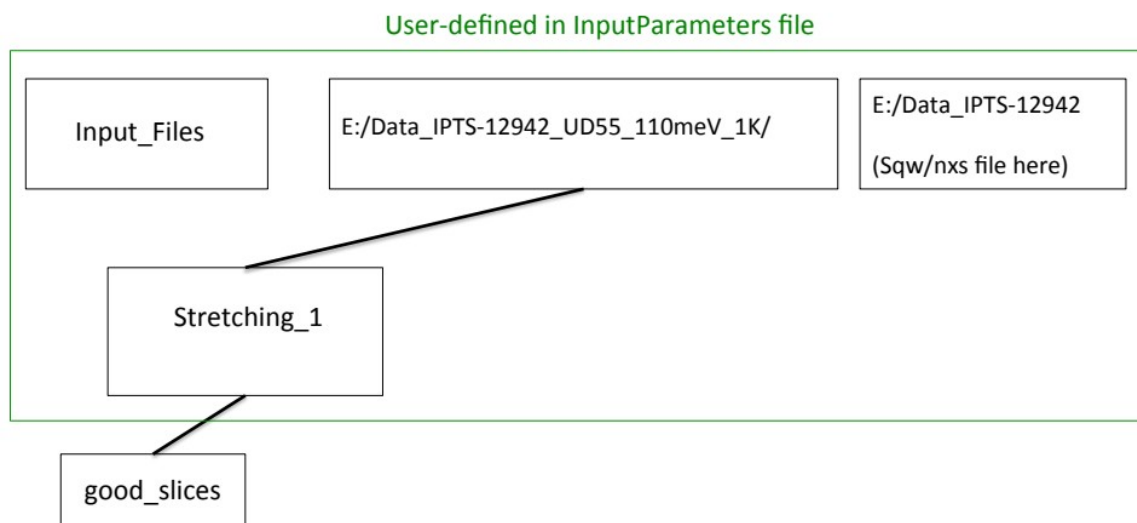 User-defined in InputParameters file
Input_Files
E:/Data_IPTS-12942_UD55_110meV_1K/
E:/Data_IPTS-12942
(Sqw/nxs file here)
Stretching_1
good_slices